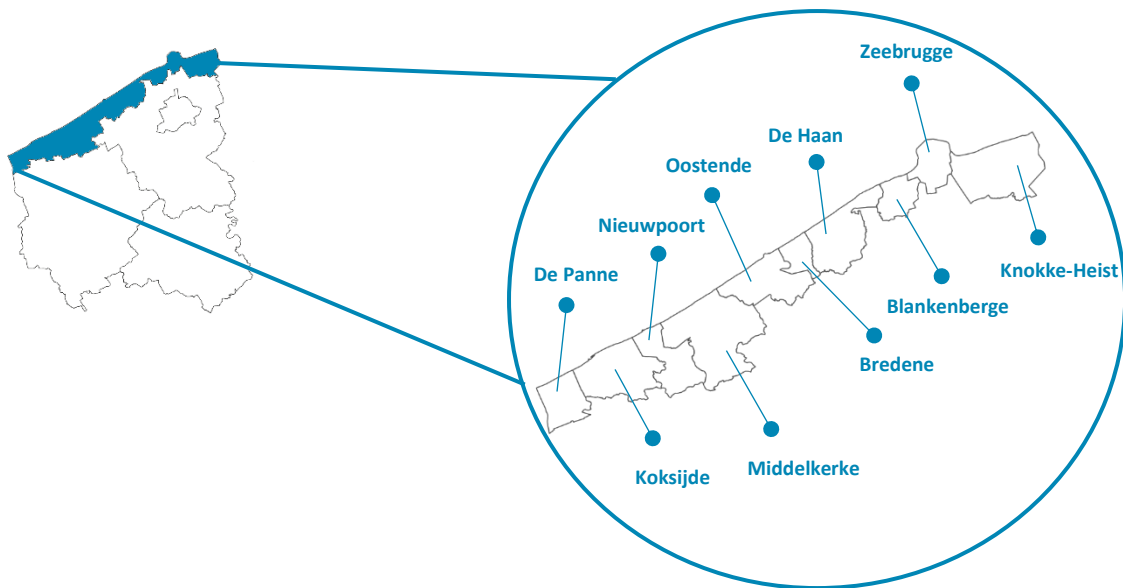 Zeebrugge
De Haan
Oostende
Nieuwpoort
De Panne
Knokke-Heist
Blankenberge
Bredene
Middelkerke
Koksijde